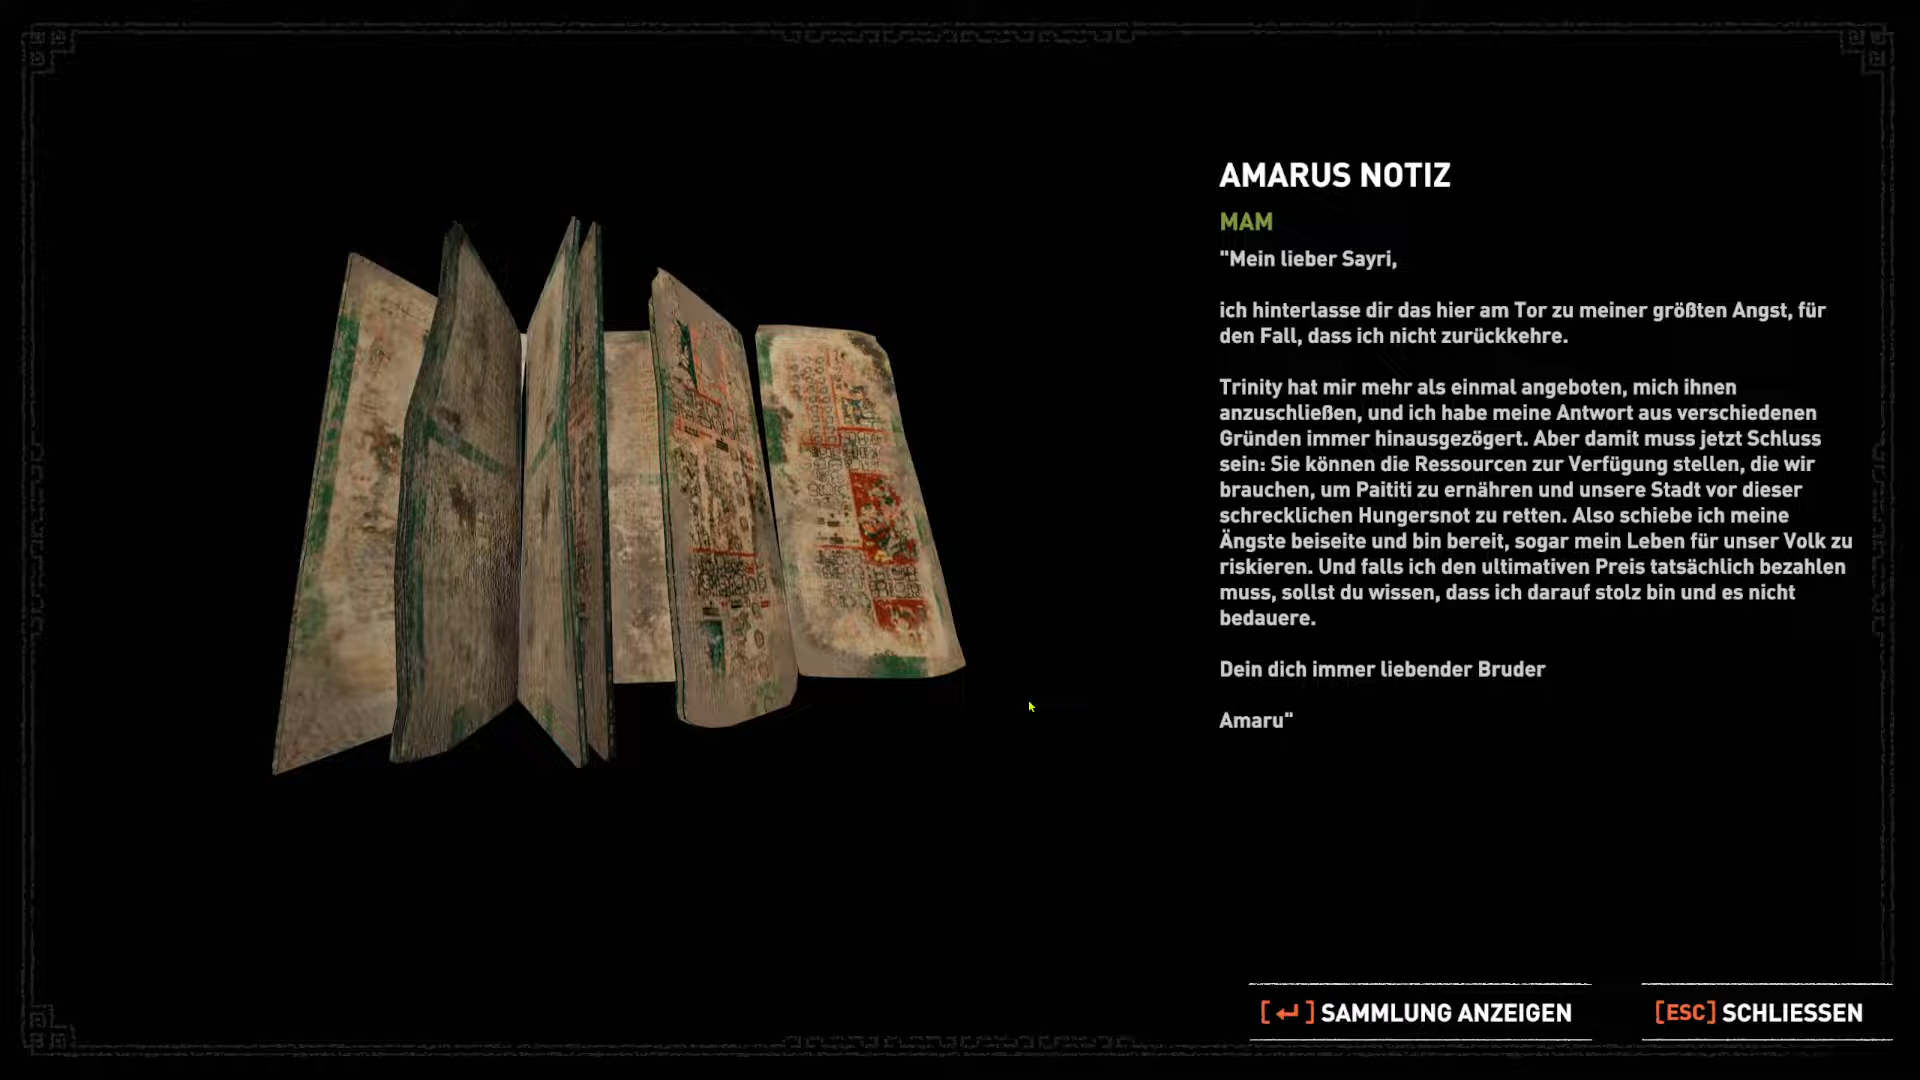 AMARUS NOTIZ
MAM
"Mein lieber Sayri,
ich hinterlasse dir das hier am Tor zu meiner größten Angst, für
den Fall, dass ich nicht zurückkehre.
Trinity hat mir mehr als einmal angeboten, mich ihnen
anzuschließen, und ich habe meine Antwort aus verschiedenen
Gründen immer hinausgezögert. Aber damit muss jetzt Schluss
sein: Sie können die Ressourcen zur Verfügung stellen, die wir
brauchen, um Paititi zu ernähren und unsere Stadt vor dieser
schrecklichen Hungersnot zu retten. Also schiebe ich meine
Ängste beiseite und bin bereit, sogar mein Leben für unser Volk zu
riskieren. Und falls ich den ultimativen Preis tatsächlich bezahlen
muss, sollst du wissen, dass ich darauf stolz bin und es nicht
bedauere.
Dein dich immer liebender Bruder
Amaru"
[↵] SAMMLUNG ANZEIGEN
[ESC] SCHLIESSEN